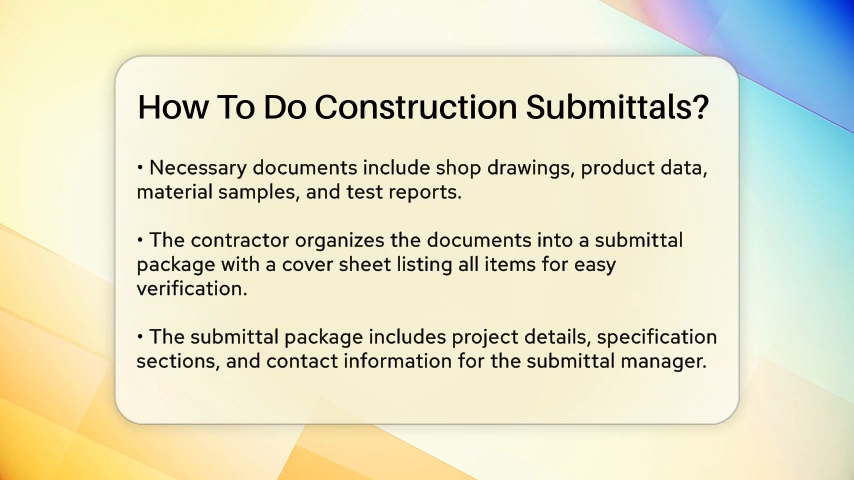 How To Do Construction Submittals?
• Necessary documents include shop drawings, product data,
material samples, and test reports.
• The contractor organizes the documents into a submittal
package with a cover sheet listing all items for easy
verification.
• The submittal package includes project details, specification
sections, and contact information for the submittal manager.